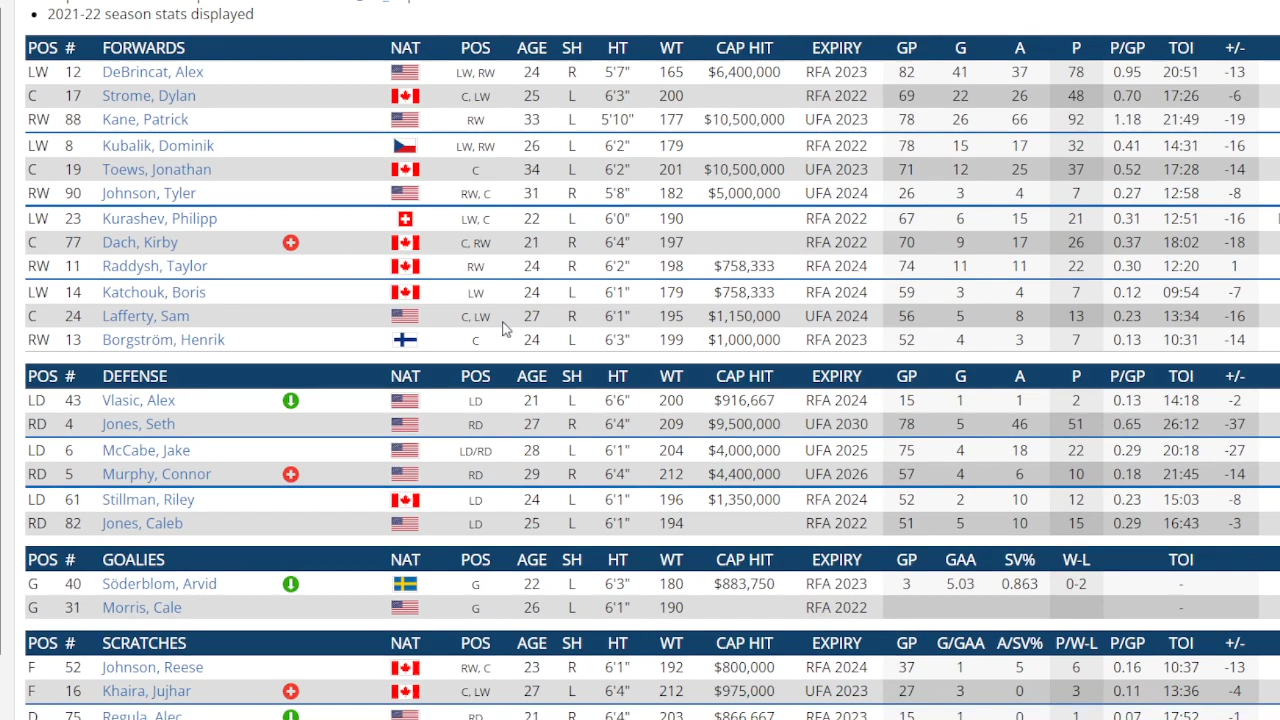 2021-22 season stats displayed
POS # FORWARDS NAT POS AGE SH HT WT CAP HIT EXPIRY GP G A P P/GP TOI +/-
LW 12 DeBrincat, Alex LW, RW 24 R 5'7" 165 $6,400,000 RFA 2023 82 41 37 78 0.95 20:51 -13
C 17 Strome, Dylan C, LW 25 L 6'3" 200 RFA 2022 69 22 26 48 0.70 17:26 -6
RW 88 Kane, Patrick RW 33 L 5'10" 177 $10,500,000 UFA 2023 78 26 66 92 1.18 21:49 -19
LW 8 Kubalik, Dominik LW, RW 26 L 6'2" 179 RFA 2022 78 15 17 32 0.41 14:31 -16
C 19 Toews, Jonathan C 34 L 6'2" 201 $10,500,000 UFA 2023 71 12 25 37 0.52 17:28 -14
RW 90 Johnson, Tyler RW, C 31 R 5'8" 182 $5,000,000 UFA 2024 26 3 4 7 0.27 12:58 -8
LW 23 Kurashev, Philipp LW, C 22 L 6'0" 190 RFA 2022 67 6 15 21 0.31 12:51 -16
C 77 Dach, Kirby C, RW 21 R 6'4" 197 RFA 2022 70 9 17 26 0.37 18:02 -18
RW 11 Raddysh, Taylor RW 24 R 6'2" 198 $758,333 RFA 2024 74 11 11 22 0.30 12:20 1
LW 14 Katchouk, Boris LW 24 L 6'1" 179 $758,333 RFA 2024 59 3 4 7 0.12 09:54 -7
C 24 Lafferty, Sam C, LW 27 R 6'1" 195 $1,150,000 UFA 2024 56 5 8 13 0.23 13:34 -16
RW 13 Borgström, Henrik C 24 L 6'3" 199 $1,000,000 RFA 2023 52 4 3 7 0.13 10:31 -14
POS # DEFENSE NAT POS AGE SH HT WT CAP HIT EXPIRY GP G A P P/GP TOI +/-
LD 43 Vlasic, Alex LD 21 L 6'6" 200 $916,667 RFA 2024 15 1 1 2 0.13 14:18 -2
RD 4 Jones, Seth RD 27 R 6'4" 209 $9,500,000 UFA 2030 78 5 46 51 0.65 26:12 -37
LD 6 McCabe, Jake LD/RD 28 L 6'1" 204 $4,000,000 UFA 2025 75 4 18 22 0.29 20:18 -27
RD 5 Murphy, Connor RD 29 R 6'4" 212 $4,400,000 UFA 2026 57 4 6 10 0.18 21:45 -14
LD 61 Stillman, Riley LD 24 L 6'1" 196 $1,350,000 RFA 2024 52 2 10 12 0.23 15:03 -8
RD 82 Jones, Caleb LD 25 L 6'1" 194 RFA 2022 51 5 10 15 0.29 16:43 -3
POS # GOALIES NAT POS AGE SH HT WT CAP HIT EXPIRY GP GAA SV% W-L TOI
G 40 Söderblom, Arvid G 22 L 6'3" 180 $883,750 RFA 2023 3 5.03 0.863 0-2 -
G 31 Morris, Cale G 26 L 6'1" 190 RFA 2022 -
POS # SCRATCHES NAT POS AGE SH HT WT CAP HIT EXPIRY GP G/GAA A/SV% P/W-L P/GP TOI +/-
F 52 Johnson, Reese RW, C 23 R 6'1" 192 $800,000 RFA 2024 37 1 5 6 0.16 10:37 -13
F 16 Khaira, Jujhar C, LW 27 L 6'4" 212 $975,000 UFA 2023 27 3 0 3 0.11 13:36 -4
D 75 Regula, Alec RD 21 R 6'4" 203 $866,667 RFA 2023 15 1 0 1 0.07 17:52 -1